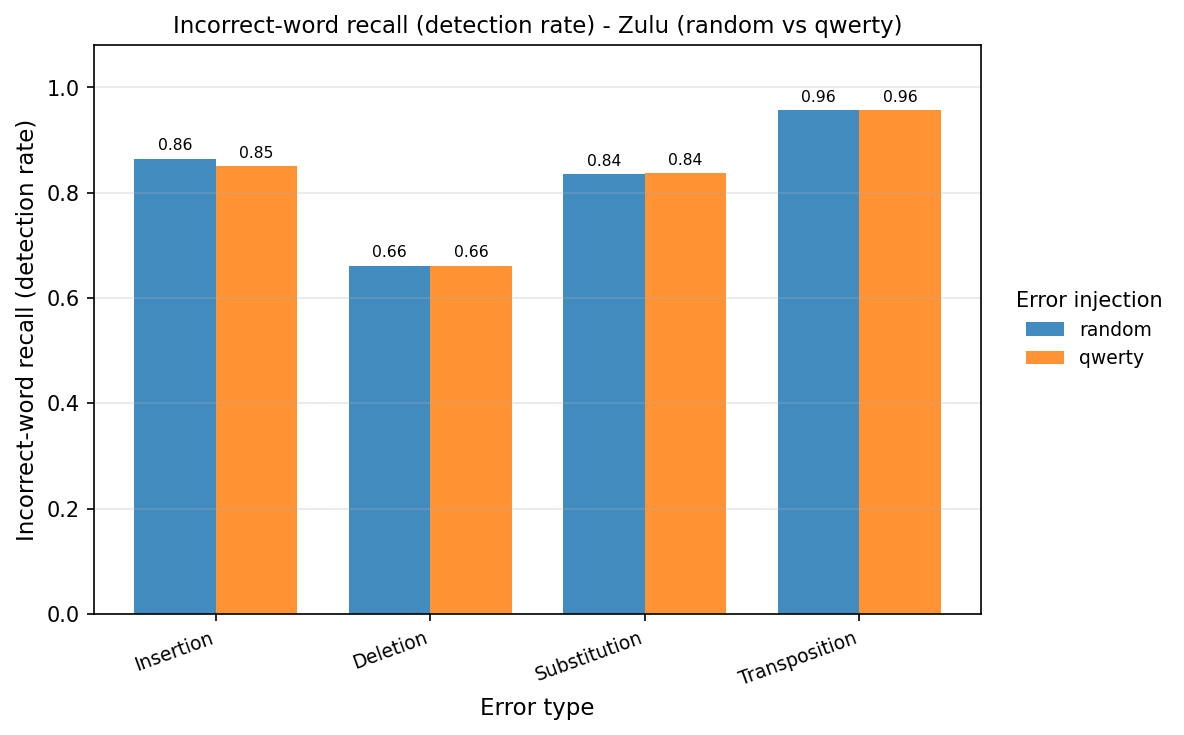 Incorrect-word recall (detection rate) - Zulu (random vs qwerty)
Incorrect-word recall (detection rate)
1.0
0.8
0.6
0.4
0.2
0.0
0.86
0.85
0.66
0.66
0.84
0.84
0.96
0.96
Insertion
Deletion
Substitution
Transposition
Error type
Error injection
random
qwerty